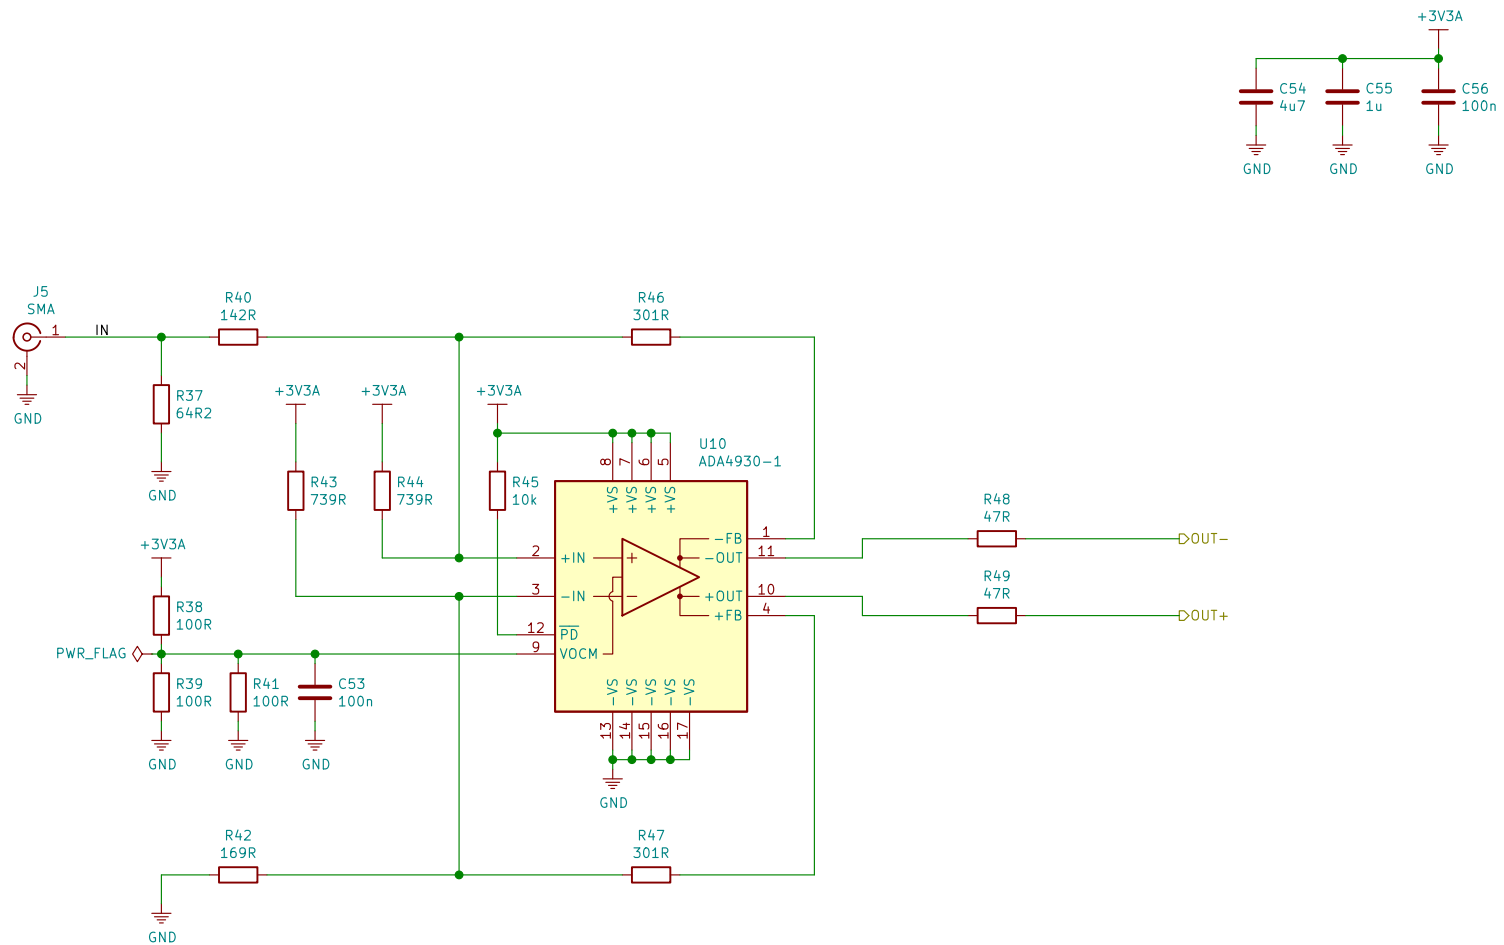 +3V3A
C54
4u7
C55
1u
C56
100n
GND
GND
GND
J5
SMA
1
IN
2
GND
R40
142R
R46
301R
R37
64R2
GND
+3V3A
+3V3A
+3V3A
R43
739R
R44
739R
R45
10k
U10
ADA4930-1
8
7
6
5
+VS
+VS
+VS
+VS
2
+IN
3
-IN
12
PD
9
VOCM
-FB
1
-OUT
11
+OUT
10
+FB
4
+
-
-VS
-VS
-VS
-VS
-VS
13
14
15
16
17
GND
R48
47R
OUT-
R49
47R
OUT+
+3V3A
R38
100R
PWR_FLAG
R39
100R
R41
100R
C53
100n
GND
GND
GND
R42
169R
R47
301R
GND